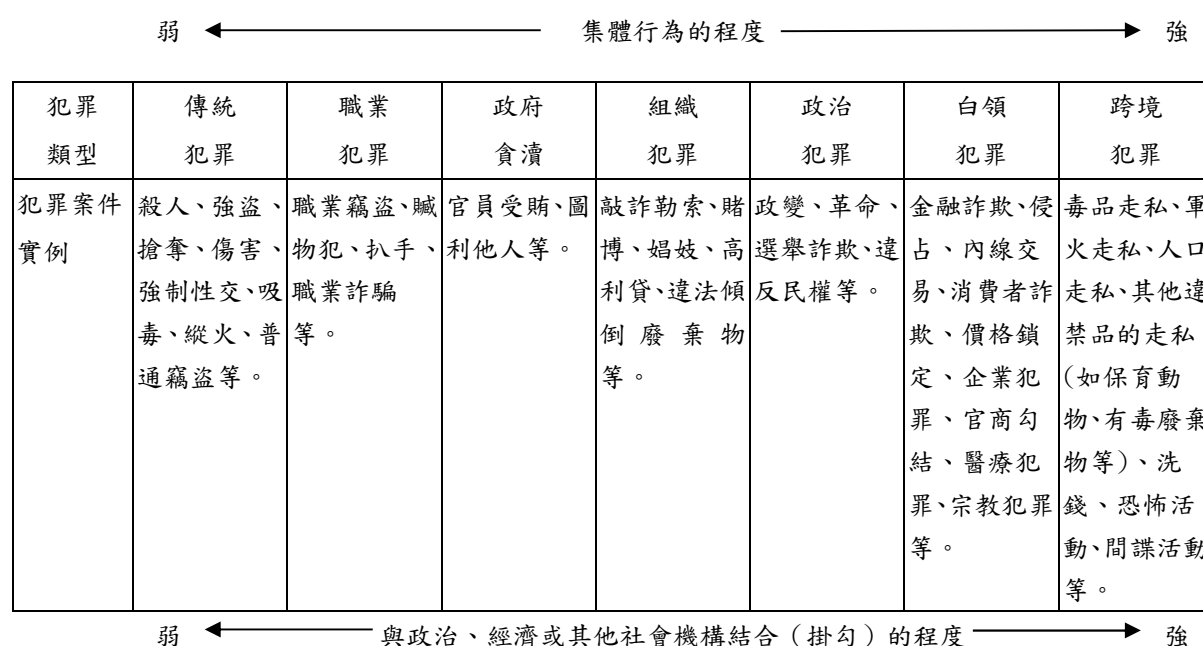 弱 集體行為的程度 強
犯罪類型 傳統犯罪 職業犯罪 政府貪瀆 組織犯罪 政治犯罪 白領犯罪 跨境犯罪
犯罪案件
實例
殺人、強盜、
搶奪、傷害、
強制性交、吸
毒、縱火、普
通竊盜等。
職業竊盜、贓
物犯、扒手、
職業詐騙
等。
官員受賄、圖
利他人等。
敲詐勒索、賭
博、娼妓、高
利貸、違法傾
倒廢棄物
等。
政變、革命、
選舉詐欺、違
反民權等。
金融詐欺、侵
占、內線交
易、消費者詐
欺、價格鎖
定、企業犯
罪、官商勾
結、醫療犯
罪、宗教犯罪
等。
毒品走私、軍
火走私、人口
走私、其他違
禁品的走私
(如保育動
物、有毒廢棄
物等)、洗
錢、恐怖活
動、間諜活動
等。
弱 與政治、經濟或其他社會機構結合（掛勾）的程度 強